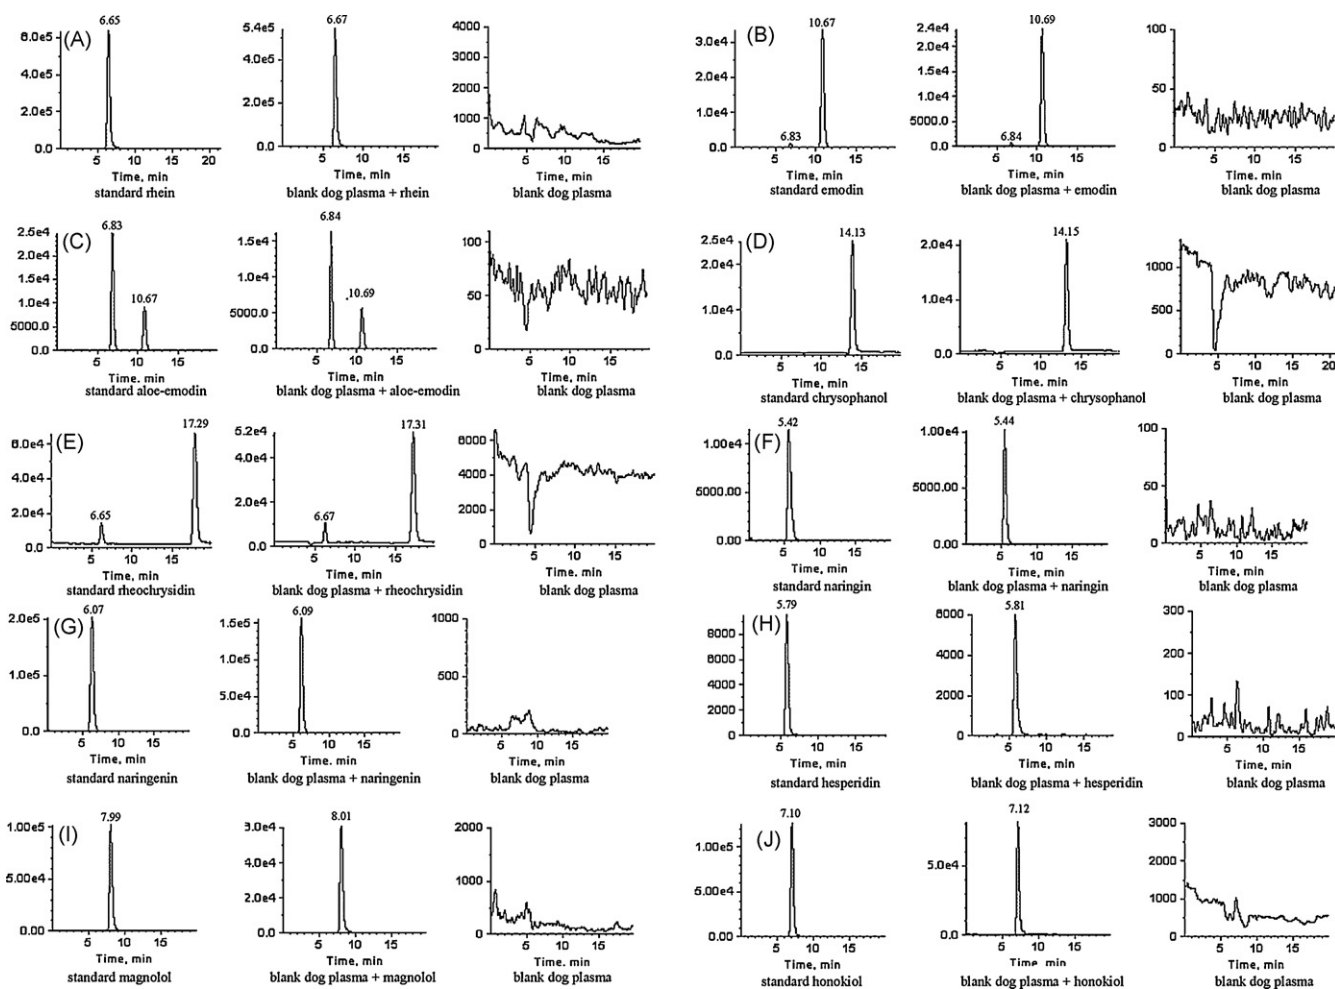 (A)
6.65
6.0e5
4.0e5
2.0e5
0.0
5 10 15 20
Time, min
standard rhein
6.67
5.4e5
4.0e5
2.0e5
0.0
5 10 15
Time, min
blank dog plasma + rhein
4000
3000
2000
1000
0
5 10 15
Time, min
blank dog plasma
(B)
10.67
6.83
3.0e4
2.0e4
1.0e4
0.0
5 10 15
Time, min
standard emodin
10.69
6.84
2.4e4
2.0e4
1.5e4
1.0e4
5000.0
0.0
5 10 15
Time, min
blank dog plasma + emodin
100
50
0
5 10 15 20
Time, min
blank dog plasma
(C)
6.83
10.67
2.5e4
2.0e4
1.5e4
1.0e4
5000.0
0.0
5 10 15
Time, min
standard aloe-emodin
6.84
10.69
1.5e4
1.0e4
5000.0
0.0
5 10 15
Time, min
blank dog plasma + aloe-emodin
100
50
0
5 10 15
Time, min
blank dog plasma
(D)
14.13
2.5e4
2.0e4
1.0e4
0.0
5 10 15
Time, min
standard chrysophanol
14.15
2.0e4
1.0e4
0.0
5 10 15
Time, min
blank dog plasma + chrysophanol
1000
500
0
5 10 15 20
Time, min
blank dog plasma
(E)
17.29
6.65
6.0e4
4.0e4
2.0e4
0.0
5 10 15
Time, min
standard rheochrysidin
17.31
6.67
5.2e4
4.0e4
2.0e4
0.0
5 10 15
Time, min
blank dog plasma + rheochrysidin
6000
4000
2000
0
5 10 15
Time, min
blank dog plasma
(F)
5.42
1.00e4
5000.00
0.00
5 10 15
Time, min
standard naringin
5.44
1.00e4
5000.00
0.00
5 10 15
Time, min
blank dog plasma + naringin
100
50
0
5 10 15
Time, min
blank dog plasma
(G)
6.07
2.0e5
1.0e5
0.0
5 10 15
Time, min
standard naringenin
6.09
1.5e5
1.0e5
5.0e4
0.0
5 10 15
Time, min
blank dog plasma + naringenin
1000
500
0
5 10 15
Time, min
blank dog plasma
(H)
5.79
8000
6000
4000
2000
0
5 10 15
Time, min
standard hesperidin
5.81
6000
4000
2000
0
5 10 15
Time, min
blank dog plasma + hesperidin
300
200
100
0
5 10 15 20
Time, min
blank dog plasma
(I)
7.99
1.00e5
5.00e4
0.00
5 10 15
Time, min
standard magnolol
8.01
3.0e4
4.0e4
2.0e4
0.0
5 10 15
Time, min
blank dog plasma + magnolol
2000
1000
0
5 10 15
Time, min
blank dog plasma
(J)
7.10
1.00e5
5.00e4
0.00
5 10 15
Time, min
standard honokiol
7.12
5.0e4
0.0
5 10 15
Time, min
blank dog plasma + honokiol
3000
2000
1000
0
5 10 15
Time, min
blank dog plasma